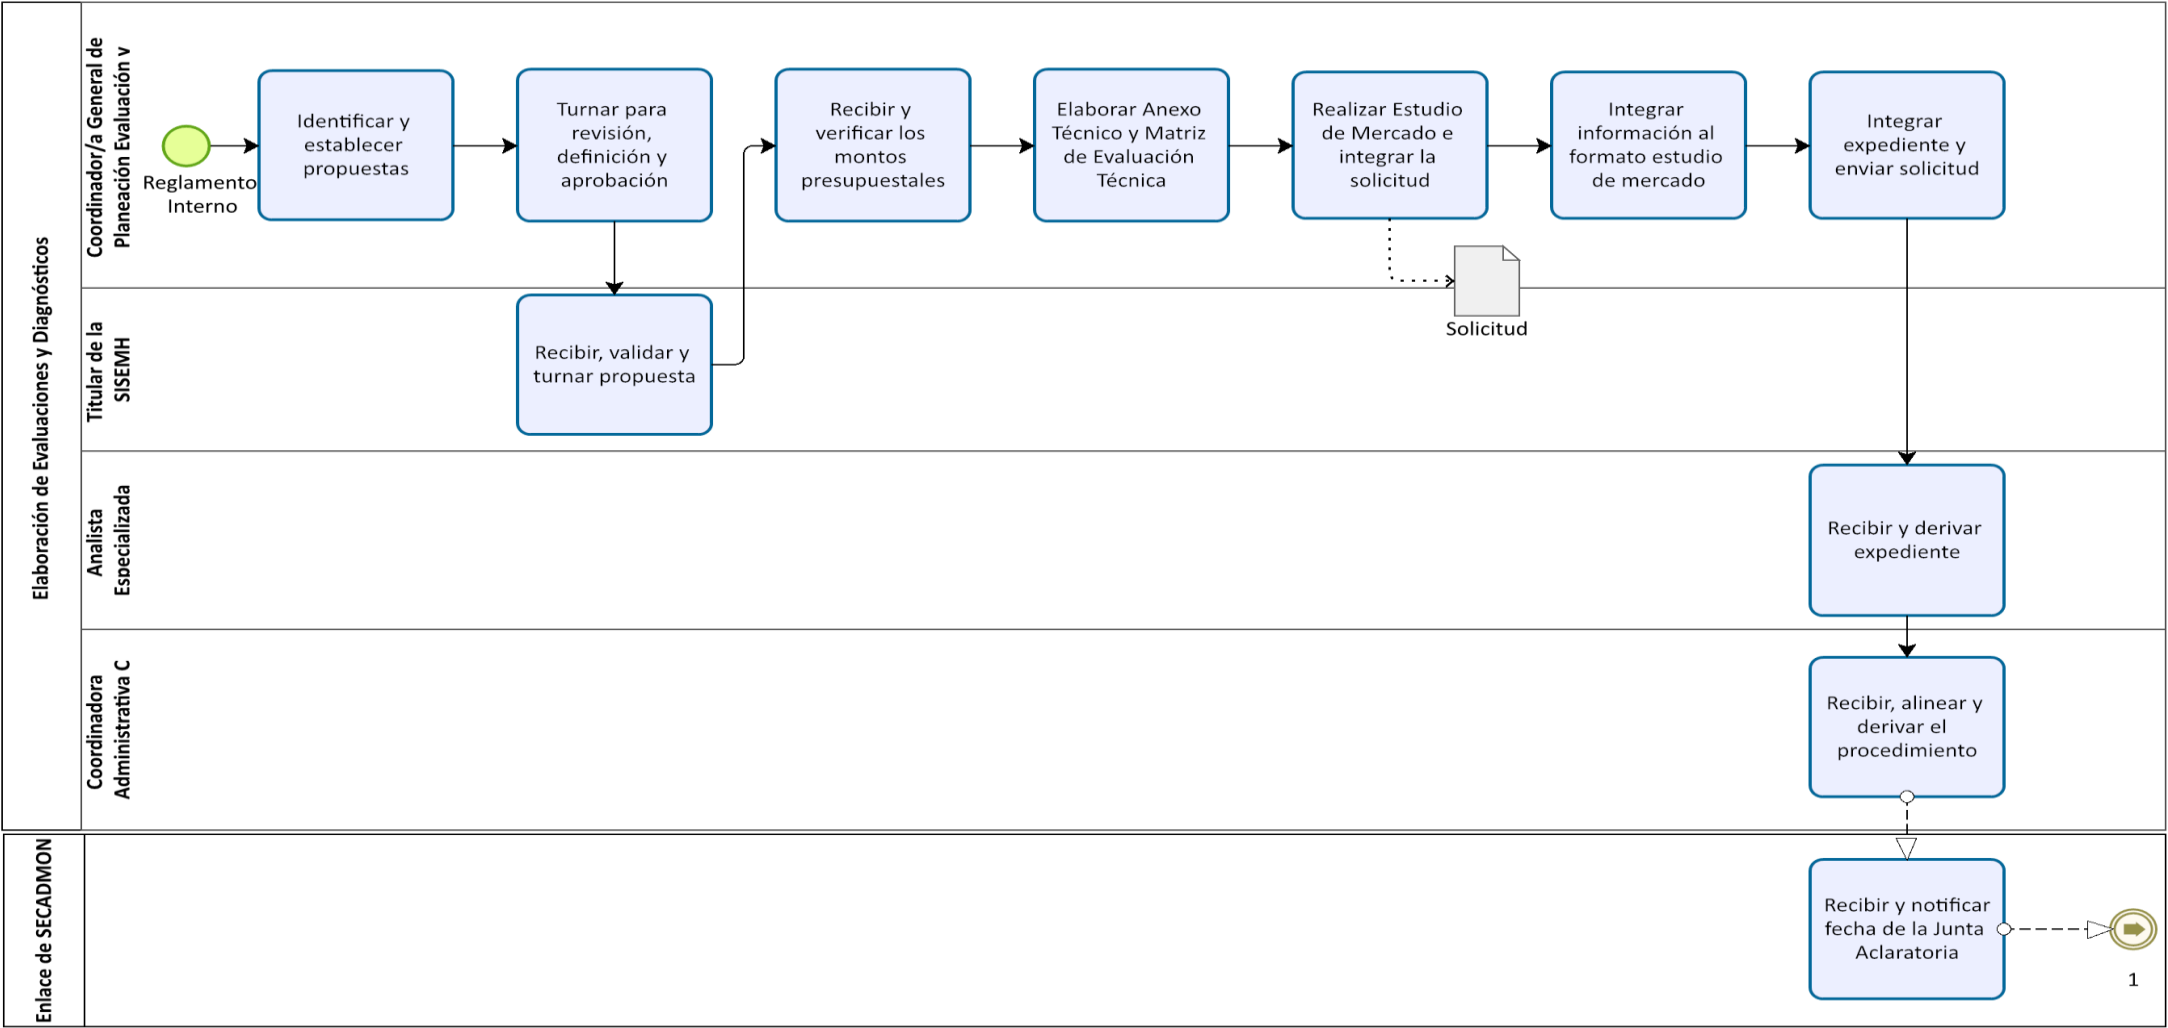 Elaboración de Evaluaciones y Diagnósticos
Coordinador/a General de
Planeación Evaluación y
Reglamento
Interno
Identificar y
establecer
propuestas
Turnar para
revisión,
definición y
aprobación
Recibir y
verificar los
montos
presupuestales
Elaborar Anexo
Técnico y Matriz
de Evaluación
Técnica
Realizar Estudio
de Mercado e
integrar la
solicitud
Integrar
información al
formato estudio
de mercado
Integrar
expediente y
enviar solicitud
Solicitud
Titular de la
SISEMH
Recibir, validar y
turnar propuesta
Analista
Especializada
Recibir y derivar
expediente
Coordinadora
Administrativa C
Recibir, alinear y
derivar el
procedimiento
Enlace de SECADMON
Recibir y notificar
fecha de la Junta
Aclaratoria
1